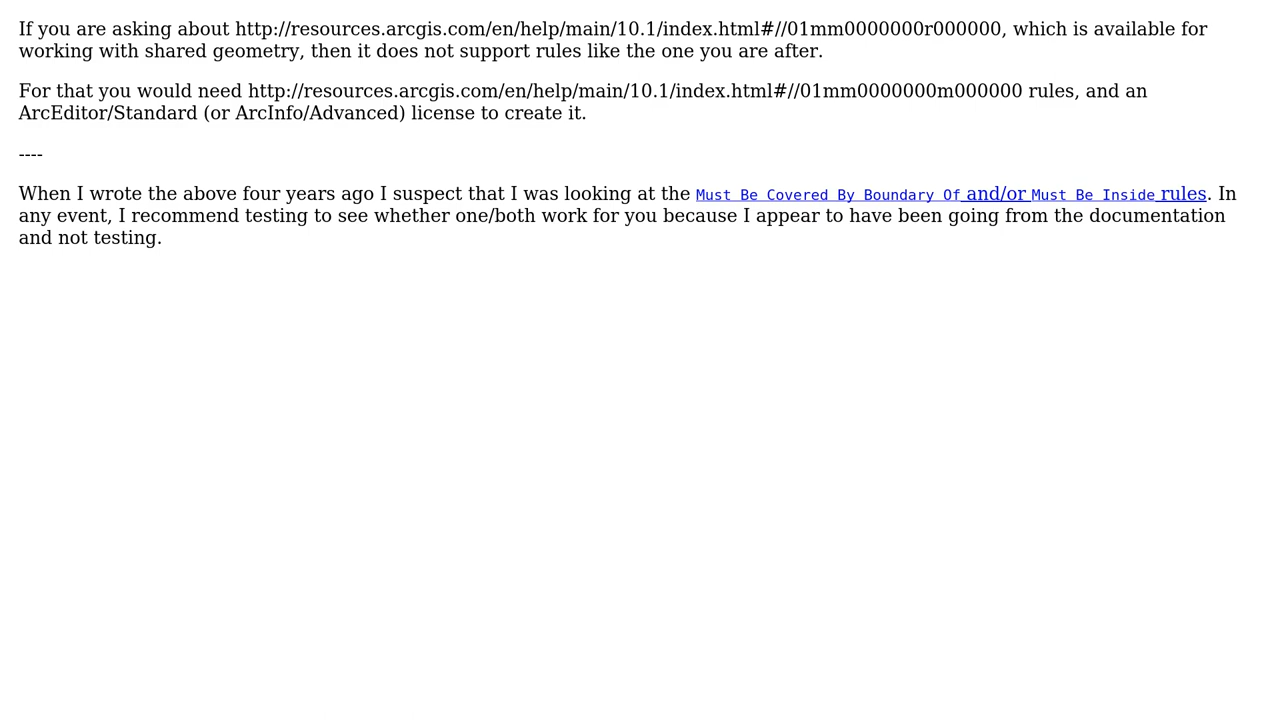 If you are asking about http://resources.arcgis.com/en/help/main/10.1/index.html#//01mm0000000r000000, which is available for
working with shared geometry, then it does not support rules like the one you are after.
For that you would need http://resources.arcgis.com/en/help/main/10.1/index.html#//01mm0000000m000000 rules, and an
ArcEditor/Standard (or ArcInfo/Advanced) license to create it.
----
When I wrote the above four years ago I suspect that I was looking at the Must Be Covered By Boundary Of and/or Must Be Inside rules. In
any event, I recommend testing to see whether one/both work for you because I appear to have been going from the documentation
and not testing.